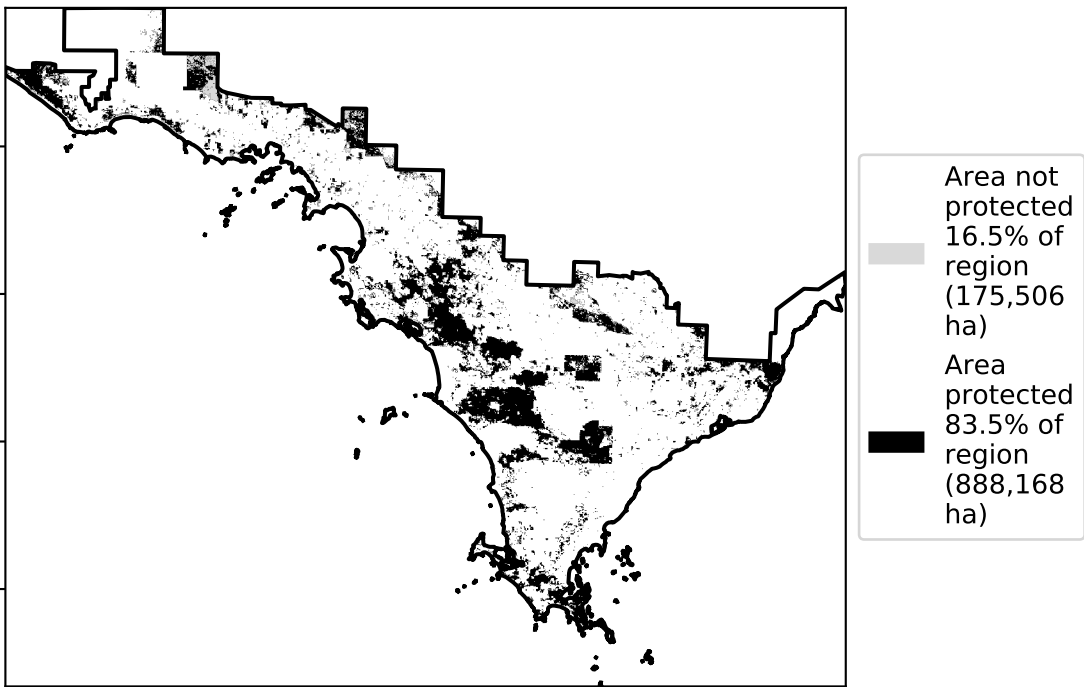 Area not
protected
16.5% of
region
(175,506
ha)
Area
protected
83.5% of
region
(888,168
ha)